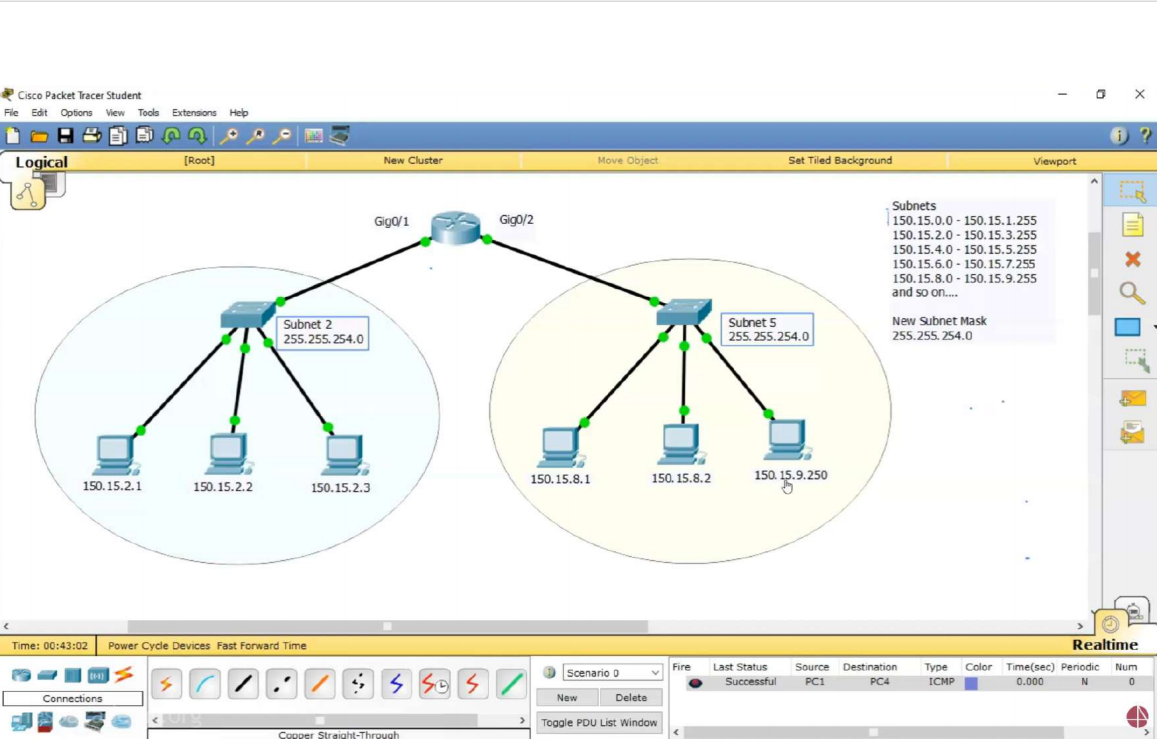 Cisco Packet Tracer Student
File Edit Options View Tools Extensions Help
Logical [Root] New Cluster Move Object Set Tiled Background Viewport
Gig0/1
Gig0/2
Subnets
150.15.0.0 - 150.15.1.255
150.15.2.0 - 150.15.3.255
150.15.4.0 - 150.15.5.255
150.15.6.0 - 150.15.7.255
150.15.8.0 - 150.15.9.255
and so on....
New Subnet Mask
255.255.254.0
Subnet 2
255.255.254.0
Subnet 5
255.255.254.0
150.15.2.1
150.15.2.2
150.15.2.3
150.15.8.1
150.15.8.2
150.15.9.250
Time: 00:43:02 Power Cycle Devices Fast Forward Time
Realtime
Connections
Copper Straight-Through
Scenario 0
New Delete
Toggle PDU List Window
Fire Last Status Source Destination Type Color Time(sec) Periodic Num
Successful PC1 PC4 ICMP 0.000 N 0